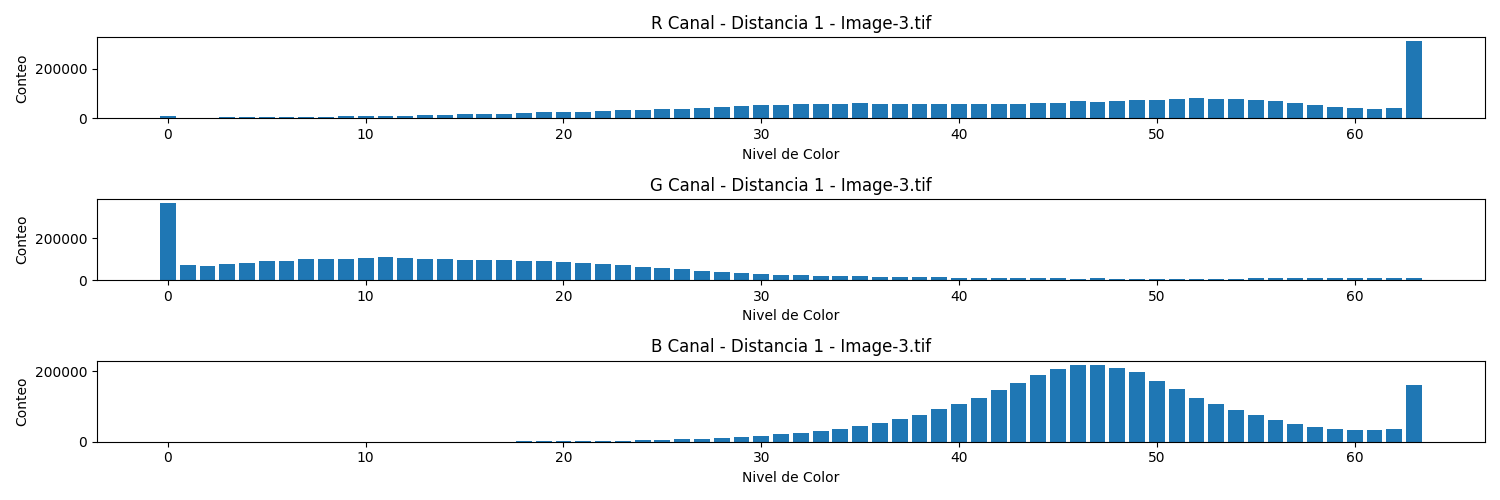 R Canal - Distancia 1 - Image-3.tif
Conteo
200000
0
0 10 20 30 40 50 60
Nivel de Color
G Canal - Distancia 1 - Image-3.tif
Conteo
200000
0
0 10 20 30 40 50 60
Nivel de Color
B Canal - Distancia 1 - Image-3.tif
Conteo
200000
0
0 10 20 30 40 50 60
Nivel de Color